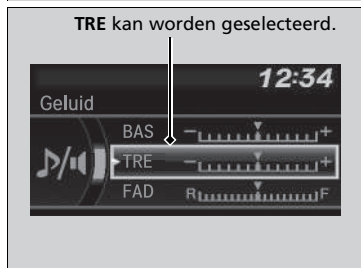 TRE kan worden geselecteerd.
12:34
Geluid
BAS - +
TRE - +
FAD R F